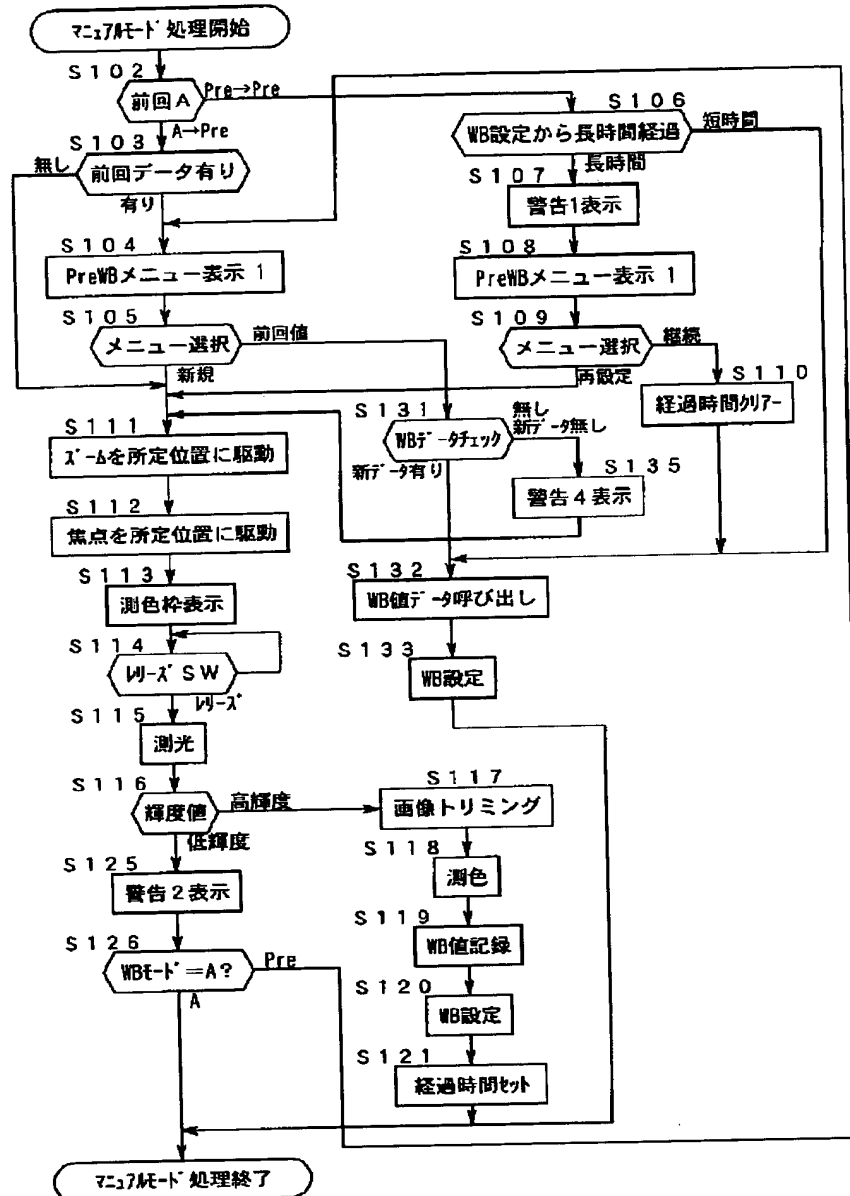 マニュアルモード処理開始
S102
前回A
Pre→Pre
A→Pre
S103
前回データ有り
無し
有り
S104
PreWBメニュー表示 1
S105
メニュー選択
前回値
新規
S106
WB設定から長時間経過
短時間
長時間
S107
警告1表示
S108
PreWBメニュー表示 1
S109
メニュー選択
継続
再設定
S110
経過時間クリアー
S111
ズームを所定位置に駆動
S112
焦点を所定位置に駆動
S113
測色枠表示
S114
レリーズSW
レリーズ
S115
測光
S116
輝度値
高輝度
低輝度
S125
警告2表示
S126
WBモード=A?
Pre
A
S131
WBデータチェック
無し
新データ無し
新データ有り
S135
警告4表示
S132
WB値データ呼び出し
S133
WB設定
S117
画像トリミング
S118
測色
S119
WB値記録
S120
WB設定
S121
経過時間セット
マニュアルモード処理終了